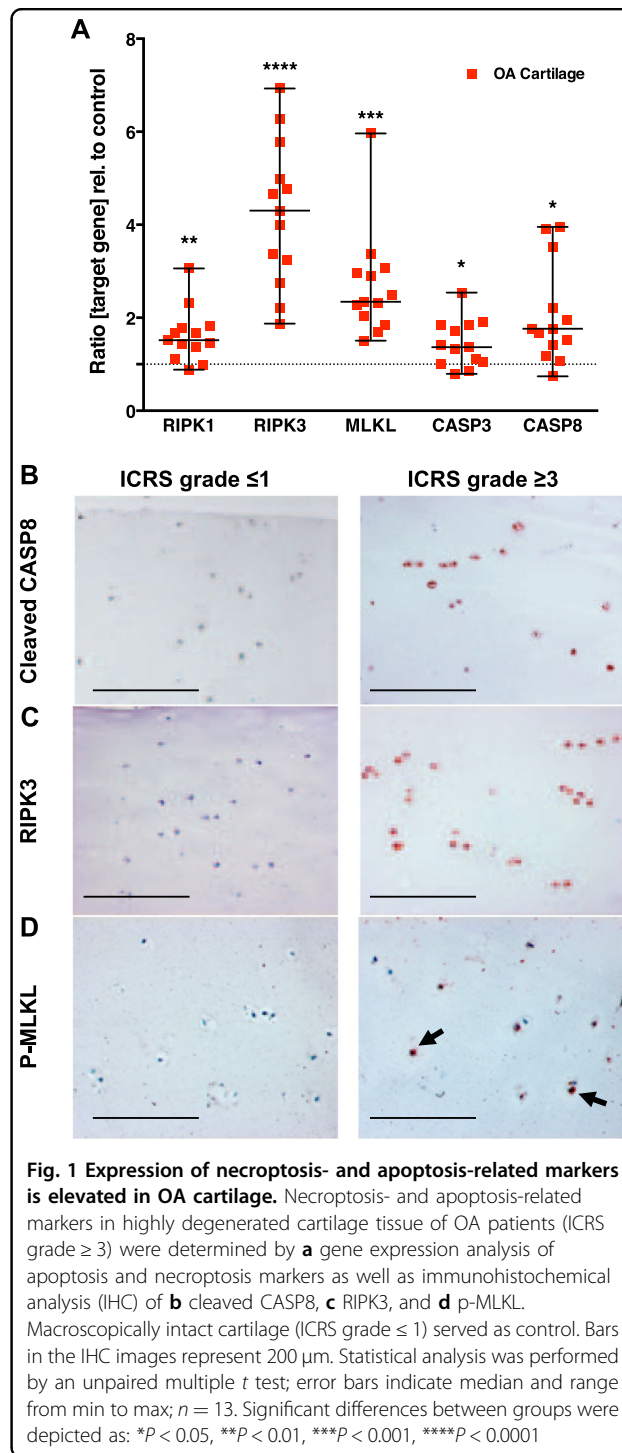 A
****
OA Cartilage
***
**
*
*
Ratio [target gene] rel. to control
8
6
4
2
0
RIPK1 RIPK3 MLKL CASP3 CASP8
B
ICRS grade ≤1 ICRS grade ≥3
Cleaved CASP8
C
RIPK3
D
P-MLKL
Fig. 1 Expression of necroptosis- and apoptosis-related markers
is elevated in OA cartilage. Necroptosis- and apoptosis-related
markers in highly degenerated cartilage tissue of OA patients (ICRS
grade ≥ 3) were determined by a gene expression analysis of
apoptosis and necroptosis markers as well as immunohistochemical
analysis (IHC) of b cleaved CASP8, c RIPK3, and d p-MLKL.
Macroscopically intact cartilage (ICRS grade ≤ 1) served as control. Bars
in the IHC images represent 200 μm. Statistical analysis was performed
by an unpaired multiple t test; error bars indicate median and range
from min to max; n = 13. Significant differences between groups were
depicted as: *P < 0.05, **P < 0.01, ***P < 0.001, ****P < 0.0001